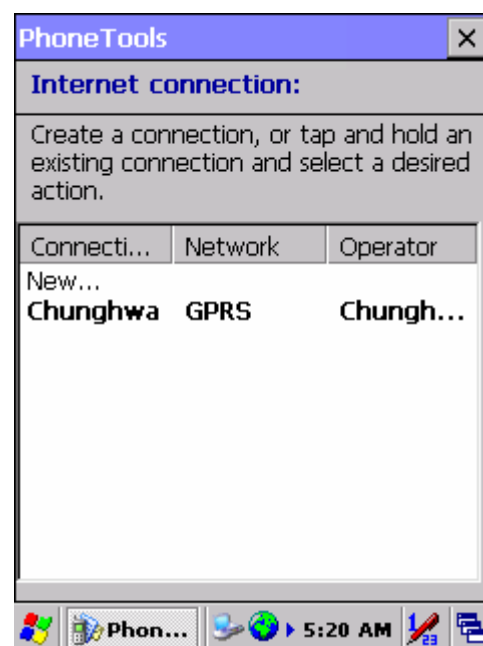 PhoneTools
Internet connection:
Create a connection, or tap and hold an
existing connection and select a desired
action.
Connecti... Network Operator
New...
Chunghwa GPRS Chungh...
Phon... 5:20 AM 123